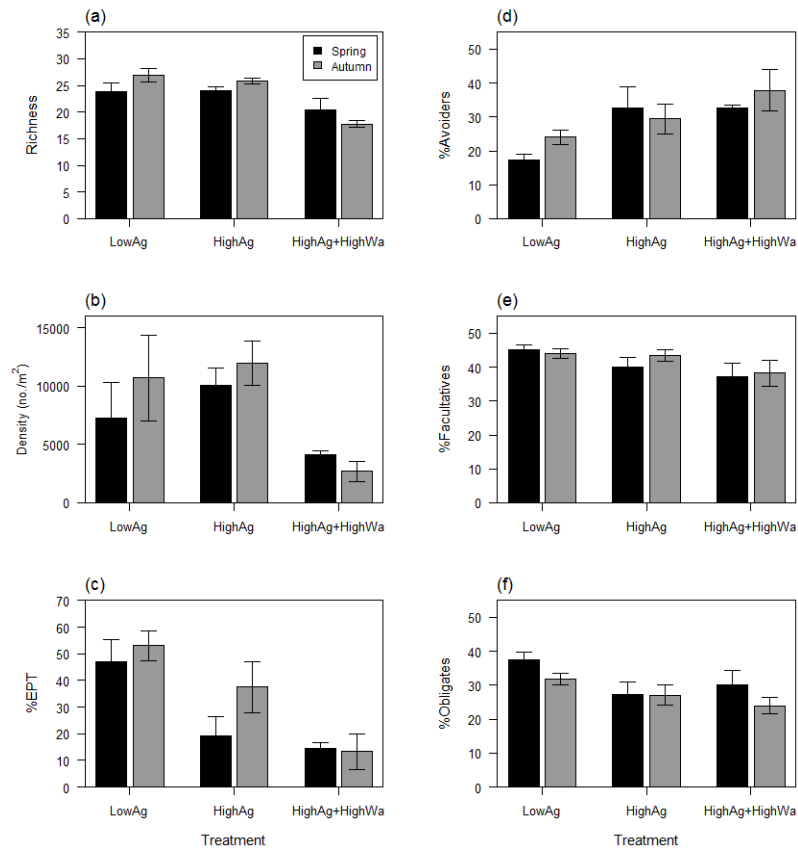 (a)
Richness
35
30
25
20
15
10
5
0
Spring
Autumn
LowAg
HighAg
HighAg+HighWa
(b)
Density (no./m²)
15000
10000
5000
0
LowAg
HighAg
HighAg+HighWa
(c)
%EPT
70
60
50
40
30
20
10
0
LowAg
HighAg
HighAg+HighWa
Treatment
(d)
%Avoiders
50
40
30
20
10
0
LowAg
HighAg
HighAg+HighWa
(e)
%Facultatives
50
40
30
20
10
0
LowAg
HighAg
HighAg+HighWa
(f)
%Obligates
50
40
30
20
10
0
LowAg
HighAg
HighAg+HighWa
Treatment